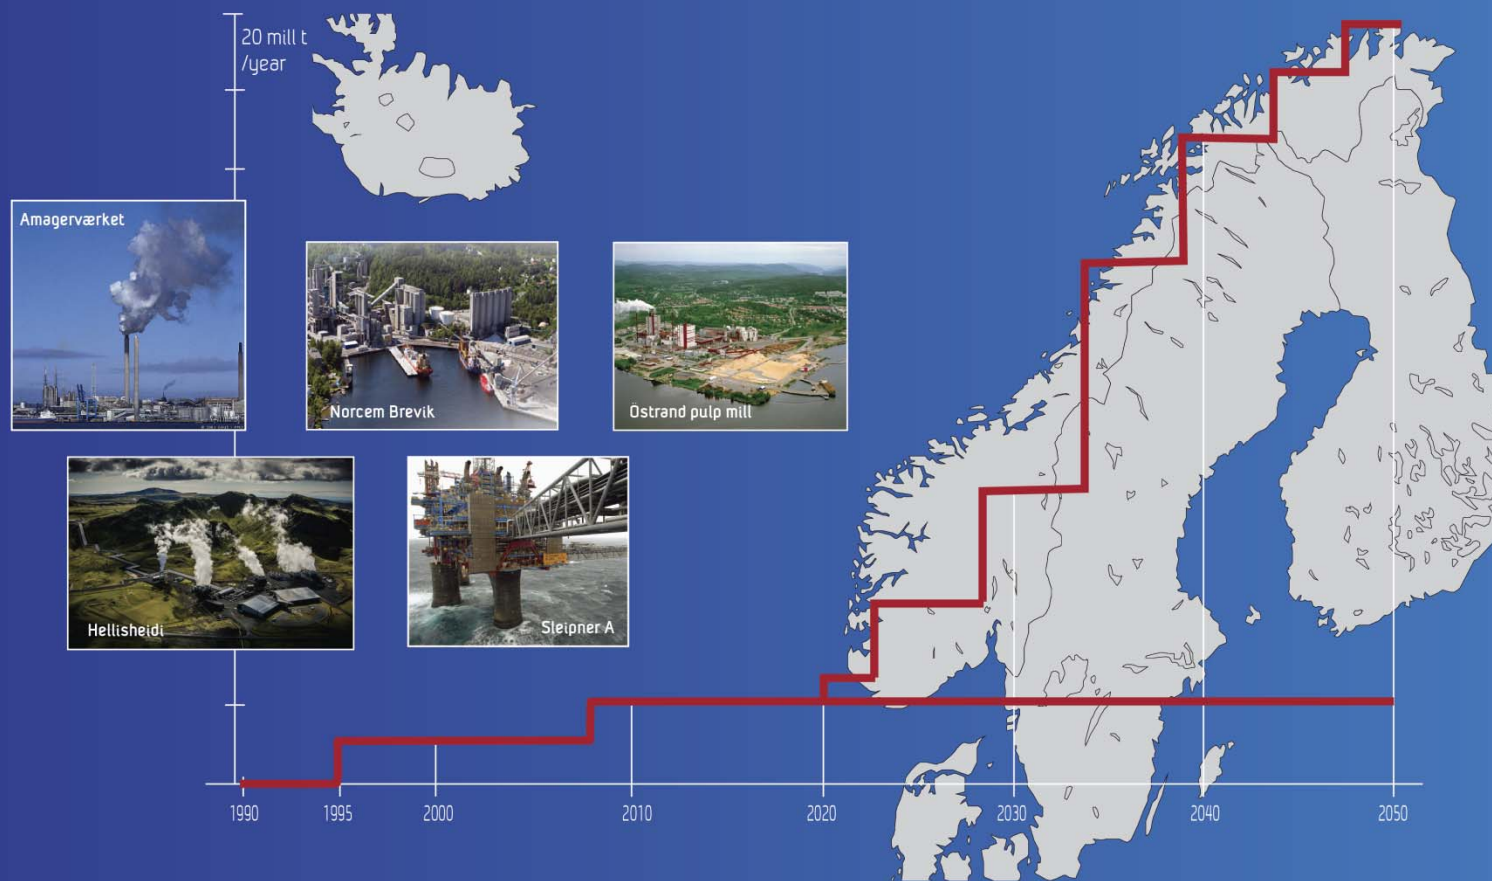 20 mill t
/year
Amagerværket
Norcem Brevik
Östrand pulp mill
Hellisheidi
Sleipner A
1990
1995
2000
2010
2020
2030
2040
2050